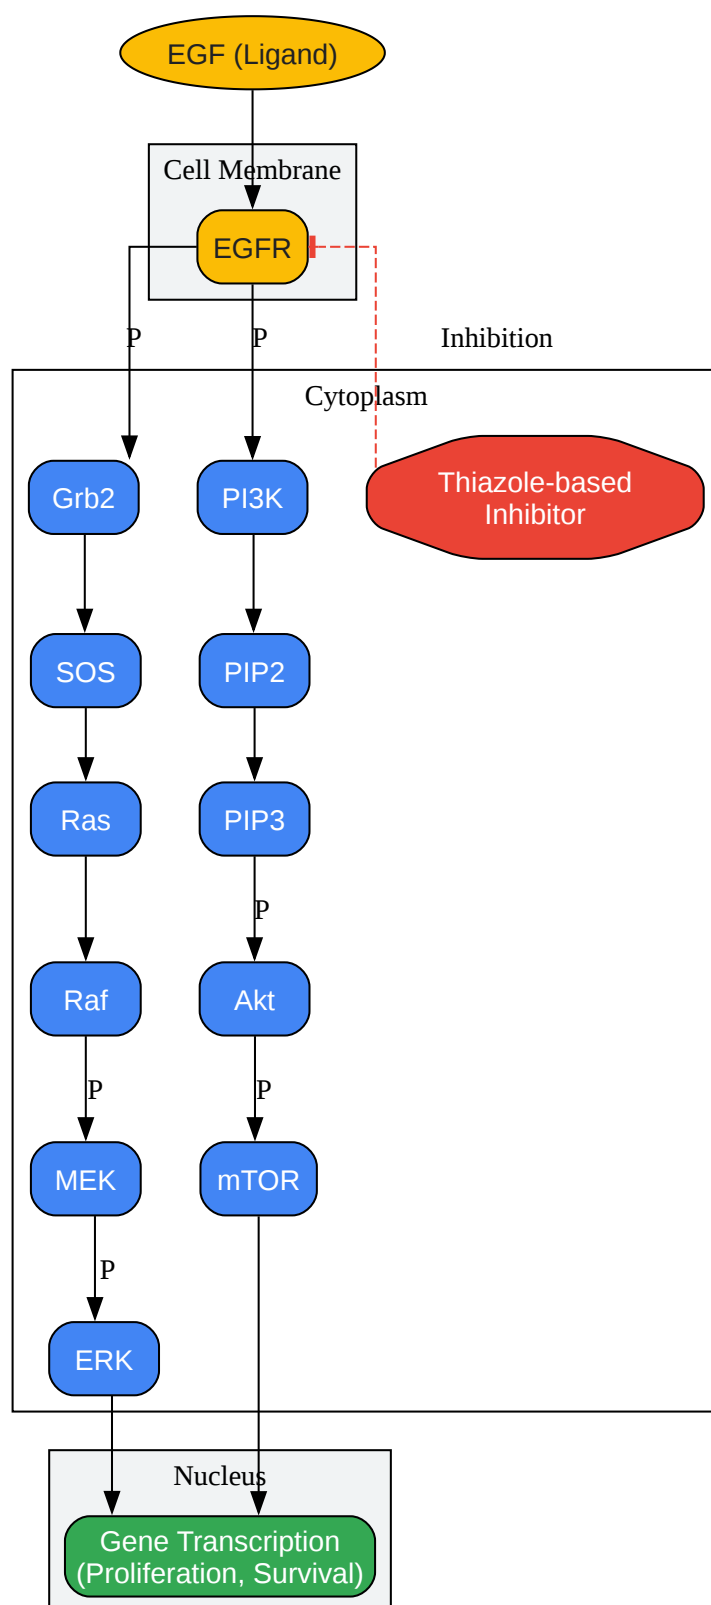 EGF (Ligand)
Cell Membrane
EGFR
P
P
Inhibition
Cytoplasm
Grb2
PI3K
Thiazole-based
Inhibitor
SOS
PIP2
Ras
PIP3
P
Raf
Akt
P
P
MEK
mTOR
P
ERK
Nucleus
Gene Transcription
(Proliferation, Survival)